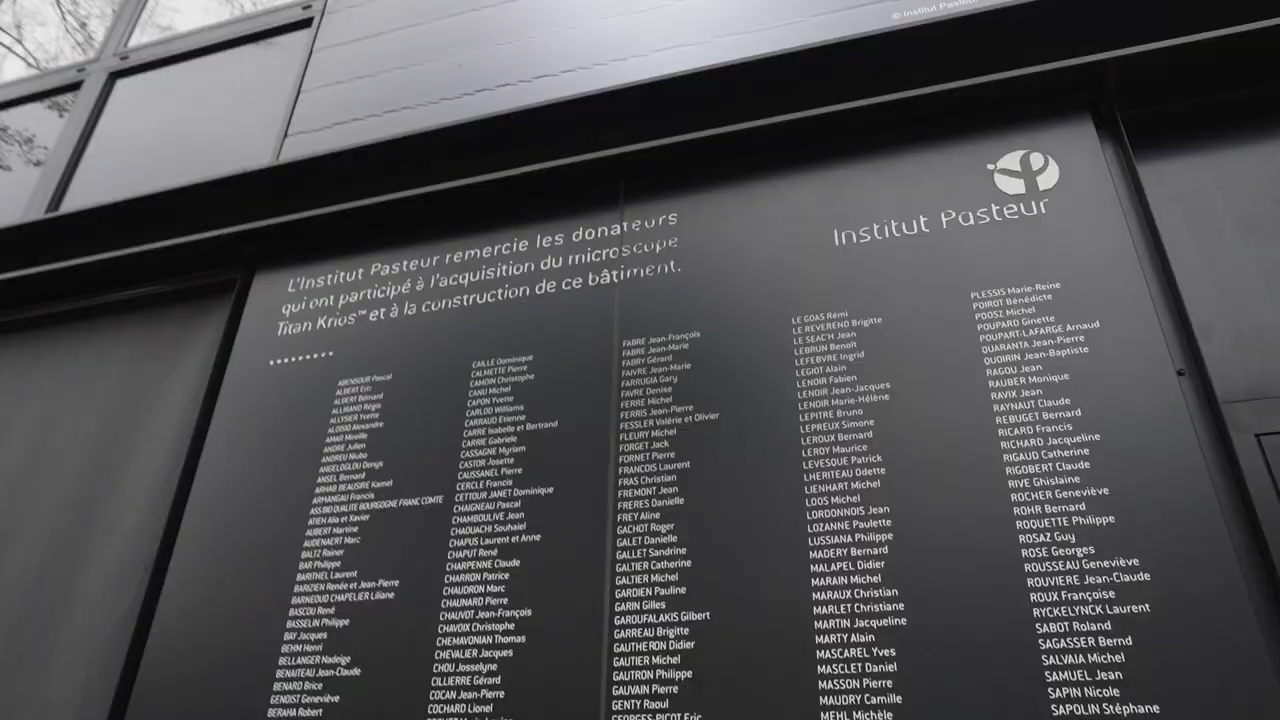 © Institut Pasteur
Institut Pasteur
L'Institut Pasteur remercie les donateurs
qui ont participé à l'acquisition du microscope
Titan Krios™ et à la construction de ce bâtiment.
ABENSOUR Pascal
ALBERT Eric
ALBERT Bénard
ALLIRAND Régis
ALLYSIER Yvette
ALOISIO Alexandre
AMAR Mireille
ANDRE Julien
ANDREU Niubo
ANGELOGLOU Denys
ANSEL Bernard
ARHAB BEAUSIRE Kamel
ARMANGAU Francis
ASS BIO QUALITE BOURGOGNE FRANC COMTE
ATIEH Alia et Xavier
AUBERT Martine
AUDENAERT Marc
BALTZ Rainer
BAR Philippe
BARITHEL Laurent
BARIZIEN Renée et Jean-Pierre
BARNEOUD CHAPELIER Liliane
BASCOU René
BASSELIN Philippe
BAY Jacques
BEHM Henri
BELLANGER Nadeige
BENAITEAU Jean-Claude
BENARD Brice
GENOIST Geneviève
BERAHA Robert
CAILLE Dominique
CALMETTE Pierre
CAMOIN Christophe
CANU Michel
CAPON Yvette
CARLOD Williams
CARRAUD Etienne
CARRE Isabelle et Bertrand
CARRIE Gabriele
CASSAGNE Myriam
CASTOR Josette
CAUSSANEL Pierre
CERCLE Francis
CETTOUR JANET Dominique
CHAIGNEAU Pascal
CHAMBOULIVE Jean
CHAOUACHI Souhaiel
CHAPUS Laurent et Anne
CHAPUT René
CHARPENNE Claude
CHARRON Patrice
CHAUDRON Marc
CHAUNARD Pierre
CHAUVOT Jean-François
CHAVOIX Christophe
CHEMAVONIAN Thomas
CHEVALIER Jacques
CHOU Josselyne
CILLIERRE Gérard
COCAN Jean-Pierre
COCHARD Lionel
FABRE Jean-François
FABRE Jean-Marie
FABRY Gérard
FAIVRE Jean-Marie
FARRUGIA Gary
FAVRE Denise
FERRE Michel
FERRIS Jean-Pierre
FESSLER Valérie et Olivier
FLEURY Michel
FORGET Jack
FORNET Pierre
FRANCOIS Laurent
FRAS Christian
FREMONT Jean
FRERES Danielle
FREY Aline
GACHOT Roger
GALET Danielle
GALLET Sandrine
GALTIER Catherine
GALTIER Michel
GARDIEN Pauline
GARIN Gilles
GAROUFALAKIS Gilbert
GARREAU Brigitte
GAUTHERON Didier
GAUTIER Michel
GAUTRON Philippe
GAUVAIN Pierre
GENTY Raoul
GEORGES-PICOT Eric
LE GOAS Rémi
LE REVEREND Brigitte
LE SEAC'H Jean
LEBRUN Benoit
LEFEBVRE Ingrid
LEGIOT Alain
LENOIR Fabien
LENOIR Jean-Jacques
LENOIR Marie-Hélène
LEPITRE Bruno
LEPREUX Simone
LEROUX Bernard
LEROY Maurice
LEVESQUE Patrick
LHERITEAU Odette
LIENHART Michel
LOOS Michel
LORDONNOIS Jean
LOZANNE Paulette
LUSSIANA Philippe
MADERY Bernard
MALAPEL Didier
MARAIN Michel
MARAUX Christian
MARLET Christiane
MARTIN Jacqueline
MARTY Alain
MASCAREL Yves
MASCLET Daniel
MASSON Pierre
MAUDRY Camille
MEHL Michèle
PLESSIS Marie-Reine
POIROT Bénédicte
POOSZ Michel
POUPARD Ginette
POUPART-LAFARGE Arnaud
QUARANTA Jean-Pierre
QUOIRIN Jean-Baptiste
RAGOU Jean
RAUBER Monique
RAVIX Jean
RAYNAUT Claude
REBUGET Bernard
RICARD Francis
RICHARD Jacqueline
RIGAUD Catherine
RIGOBERT Claude
RIVE Ghislaine
ROCHER Geneviève
ROHR Bernard
ROQUETTE Philippe
ROSAZ Guy
ROSE Georges
ROUSSEAU Geneviève
ROUVIERE Jean-Claude
ROUX Françoise
RYCKELYNCK Laurent
SABOT Roland
SAGASSER Bernd
SALVAIA Michel
SAMUEL Jean
SAPIN Nicole
SAPOLIN Stéphane